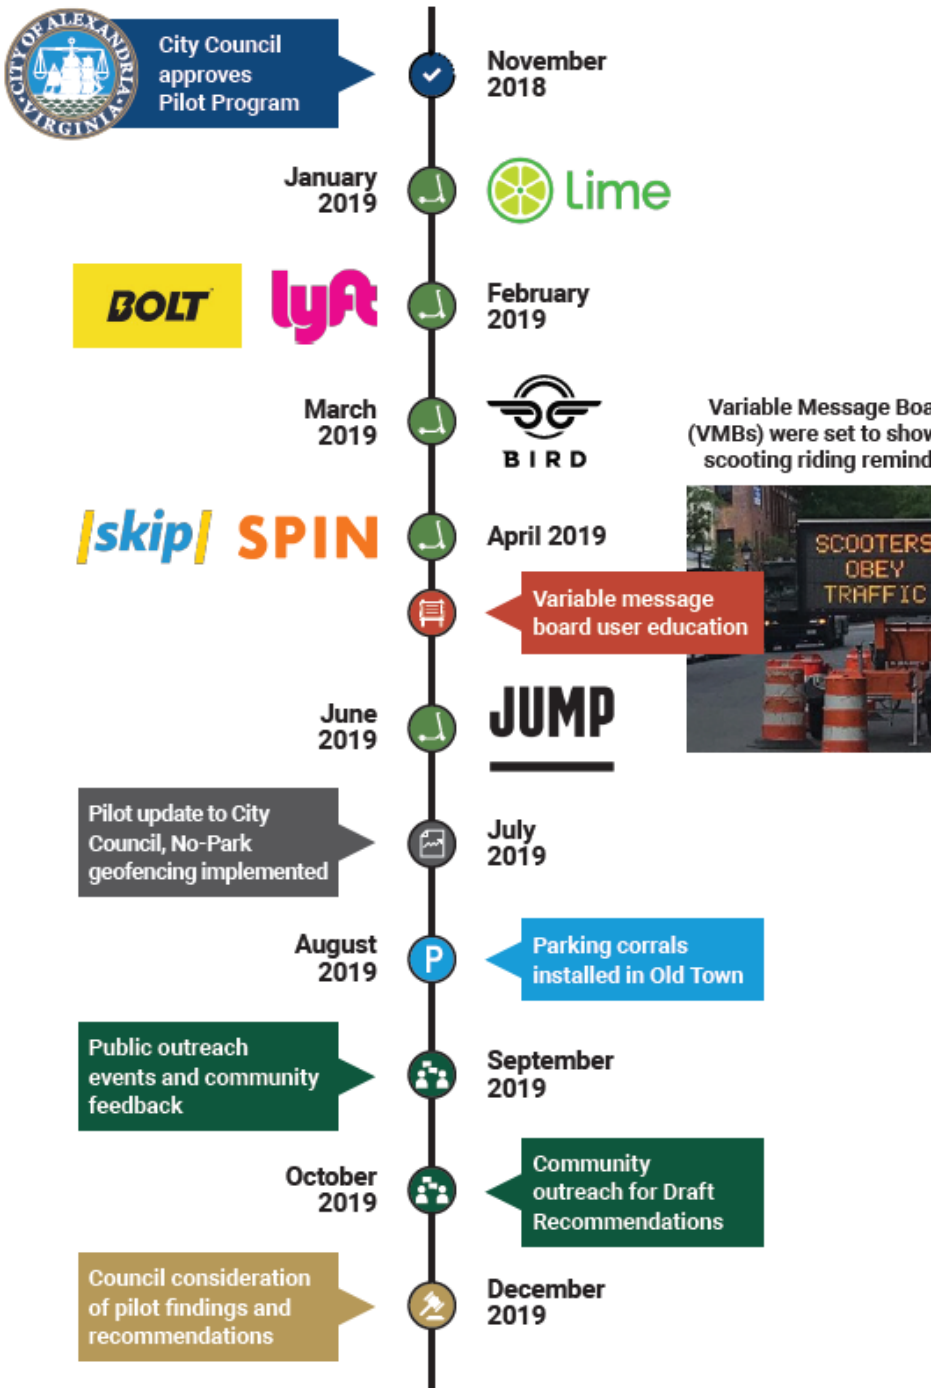 CITY OF ALEXANDRIA
VIRGINIA
City Council
approves
Pilot Program
November
2018
January
2019
Lime
BOLT
lyft
February
2019
March
2019
BIRD
Variable Message Boa
(VMBs) were set to show
scooting riding remind
skip
SPIN
April 2019
SCOOTERS
OBEY
TRAFFIC
Variable message
board user education
June
2019
JUMP
Pilot update to City
Council, No-Park
geofencing implemented
July
2019
August
2019
P
Parking corrals
installed in Old Town
Public outreach
events and community
feedback
September
2019
October
2019
Community
outreach for Draft
Recommendations
Council consideration
of pilot findings and
recommendations
December
2019